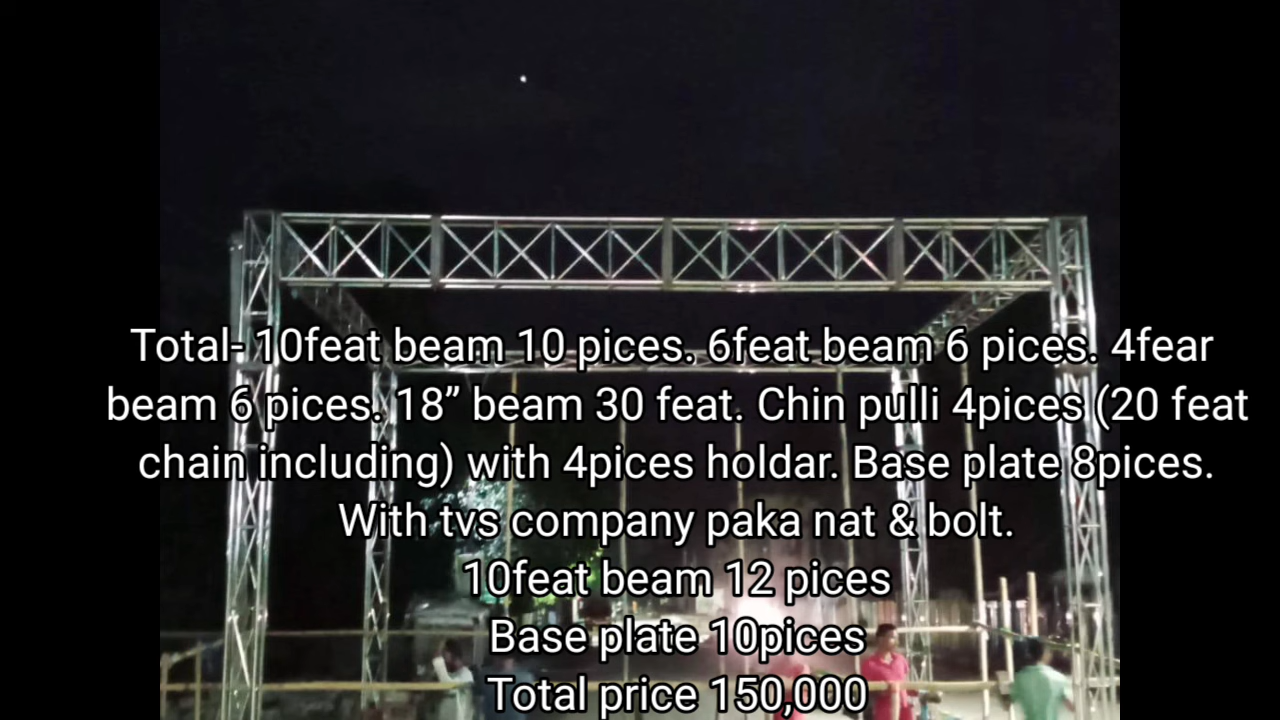 Total- 10feat beam 10 pices. 6feat beam 6 pices. 4fear
beam 6 pices. 18” beam 30 feat. Chin pulli 4pices (20 feat
chain including) with 4pices holdar. Base plate 8pices.
With tvs company paka nat & bolt.
10feat beam 12 pices
Base plate 10pices
Total price 150,000